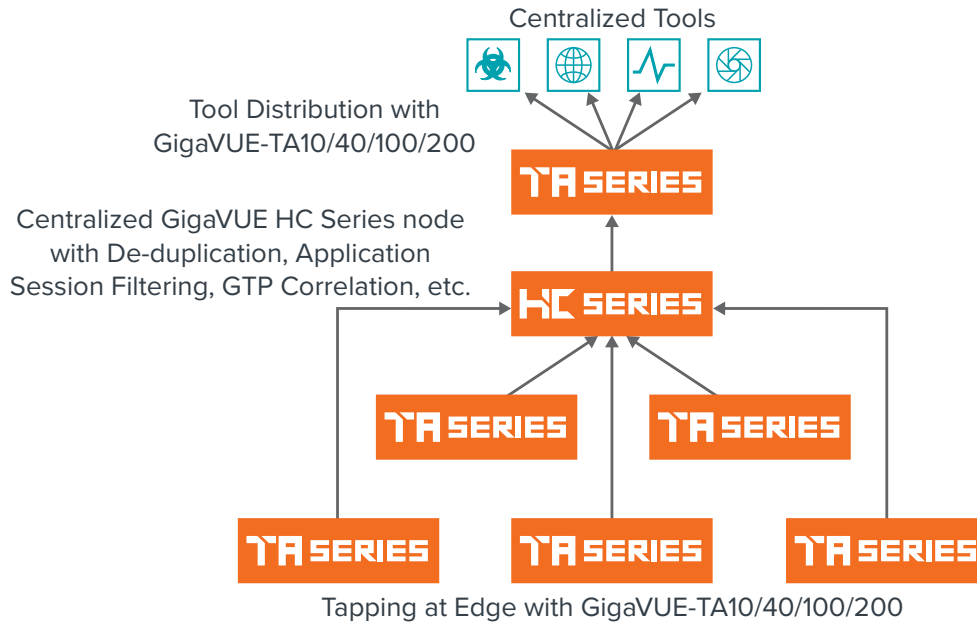 Centralized Tools
Tool Distribution with
GigaVUE-TA10/40/100/200
TA SERIES
Centralized GigaVUE HC Series node
with De-duplication, Application
Session Filtering, GTP Correlation, etc.
HC SERIES
TA SERIES
TA SERIES
TA SERIES
TA SERIES
TA SERIES
Tapping at Edge with GigaVUE-TA10/40/100/200